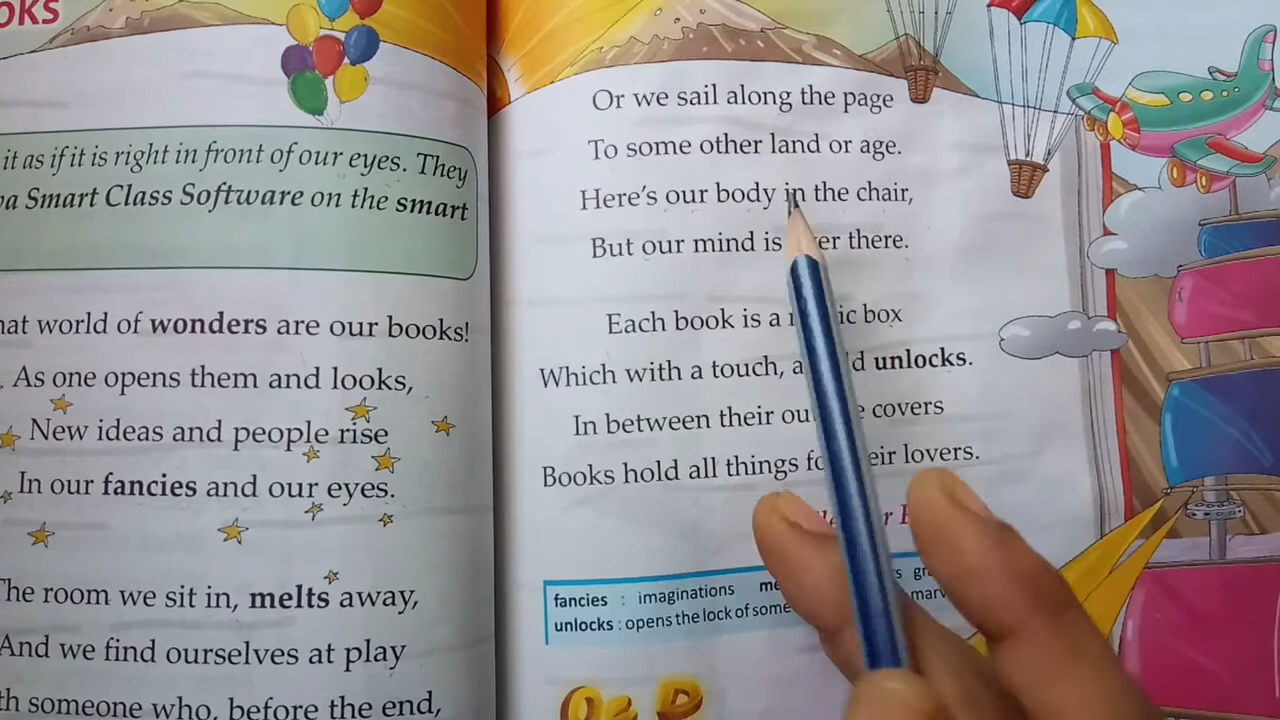 OKS
it as if it is right in front of our eyes. They
a Smart Class Software on the smart
hat world of wonders are our books!
As one opens them and looks,
New ideas and people rise
In our fancies and our eyes.
The room we sit in, melts away,
And we find ourselves at play
th someone who, before the end,
Or we sail along the page
To some other land or age.
Here's our body in the chair,
But our mind is er there.
Each book is a ic box
Which with a touch, a d unlocks.
In between their ou covers
Books hold all things fo eir lovers.
fancies : imaginations me
unlocks : opens the lock of some